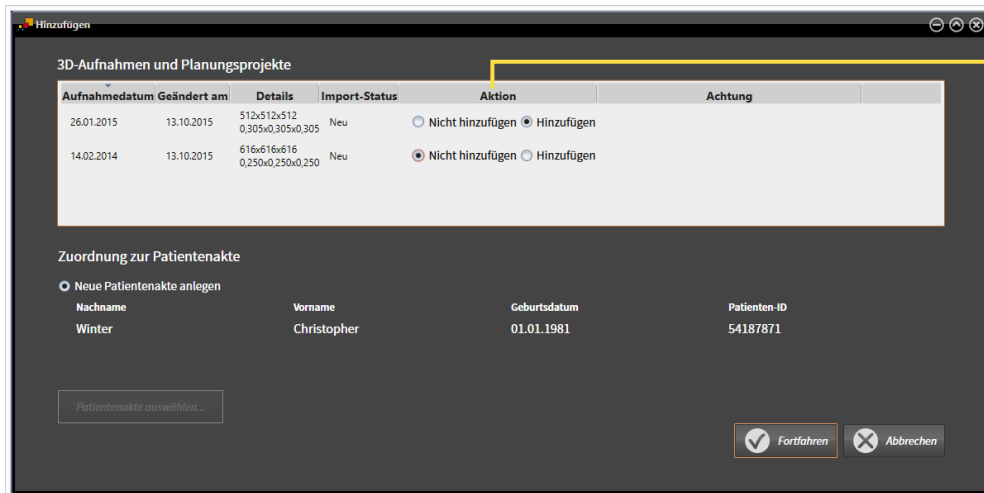 Hinzufügen
3D-Aufnahmen und Planungsprojekte
Aufnahmedatum Geändert am Details Import-Status Aktion Achtung
26.01.2015 13.10.2015 512x512x512 0,305x0,305x0,305 Neu Nicht hinzufügen Hinzufügen
14.02.2014 13.10.2015 616x616x616 0,250x0,250x0,250 Neu Nicht hinzufügen Hinzufügen
Zuordnung zur Patientenakte
Neue Patientenakte anlegen
Nachname Vorname Geburtsdatum Patienten-ID
Winter Christopher 01.01.1981 54187871
Patientenakte auswählen...
Fortfahren Abbrechen